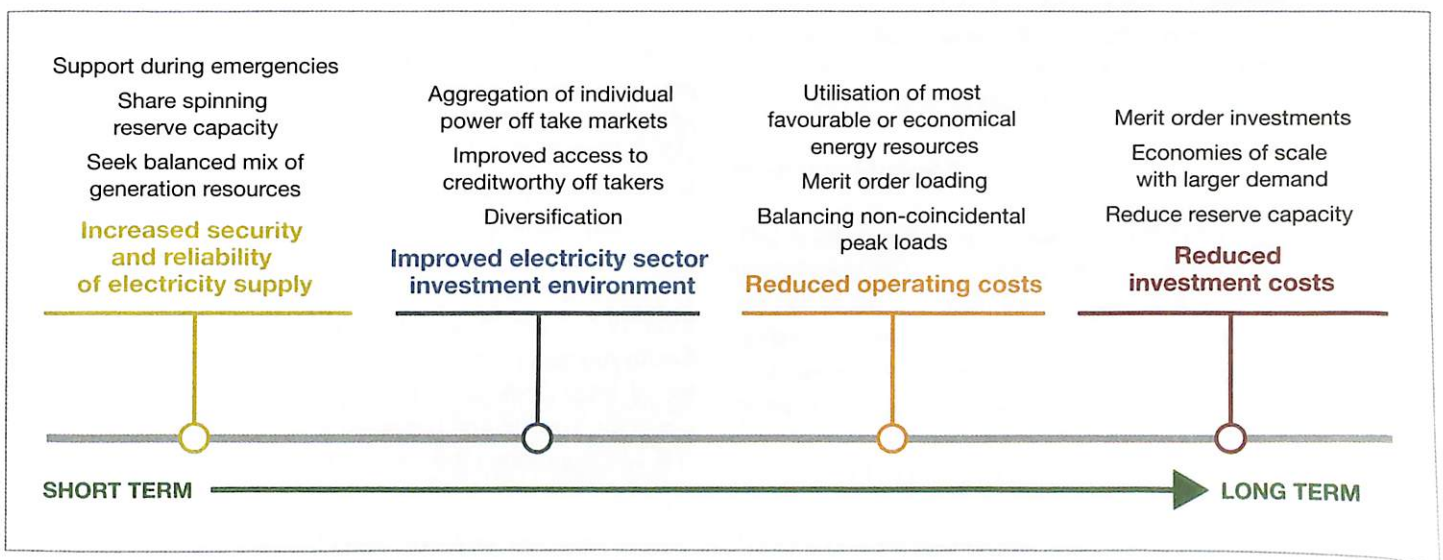 Support during emergencies
Share spinning
reserve capacity
Seek balanced mix of
generation resources
Increased security
and reliability
of electricity supply
Aggregation of individual
power off take markets
Improved access to
creditworthy off takers
Diversification
Improved electricity sector
investment environment
Utilisation of most
favourable or economical
energy resources
Merit order loading
Balancing non-coincidental
peak loads
Reduced operating costs
Merit order investments
Economies of scale
with larger demand
Reduce reserve capacity
Reduced
investment costs
SHORT TERM
LONG TERM